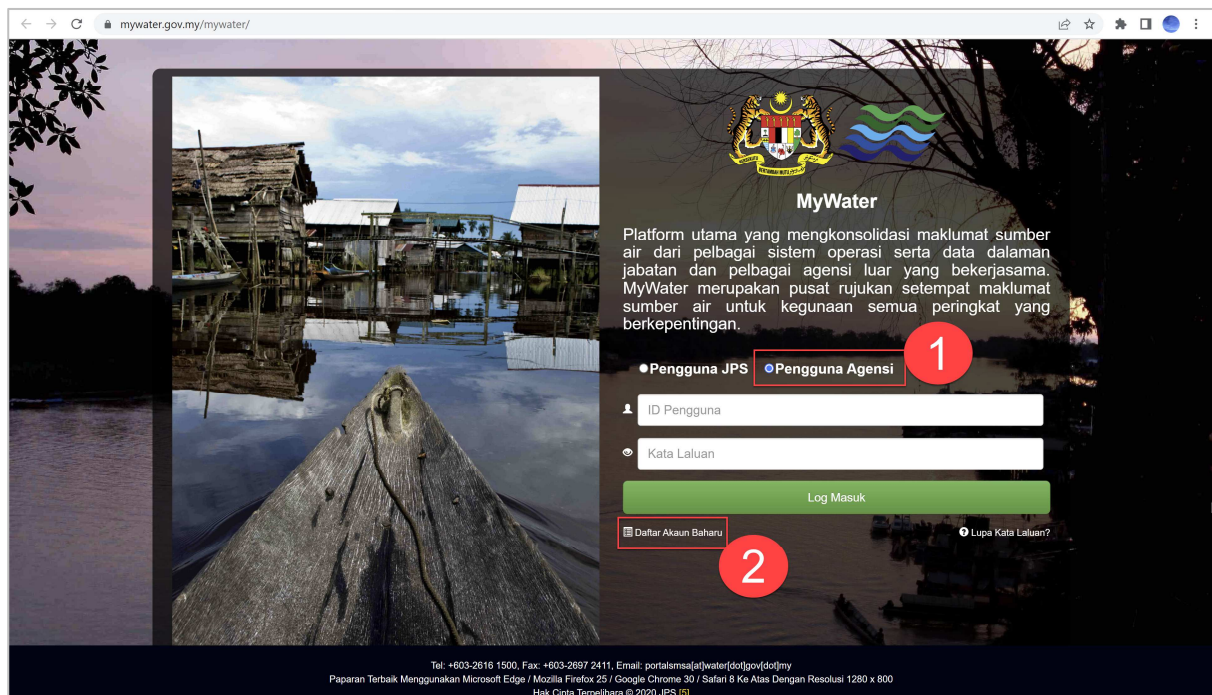 mywater.gov.my/mywater/
BERTAMBAH MUTU
MyWater
Platform utama yang mengkonsolidasi maklumat sumber
air dari pelbagai sistem operasi serta data dalaman
jabatan dan pelbagai agensi luar yang bekerjasama.
MyWater merupakan pusat rujukan setempat maklumat
sumber air untuk kegunaan semua peringkat yang
berkepentingan.
1
Pengguna JPS Pengguna Agensi
ID Pengguna
Kata Laluan
Log Masuk
Daftar Akaun Baharu Lupa Kata Laluan?
2
Tel: +603-2616 1500, Fax: +603-2697 2411, Email: portalsmsa[at]water[dot]gov[dot]my
Paparan Terbaik Menggunakan Microsoft Edge / Mozilla Firefox 25 / Google Chrome 30 / Safari 8 Ke Atas Dengan Resolusi 1280 x 800
Hak Cipta Terpelihara © 2020 JPS [5]